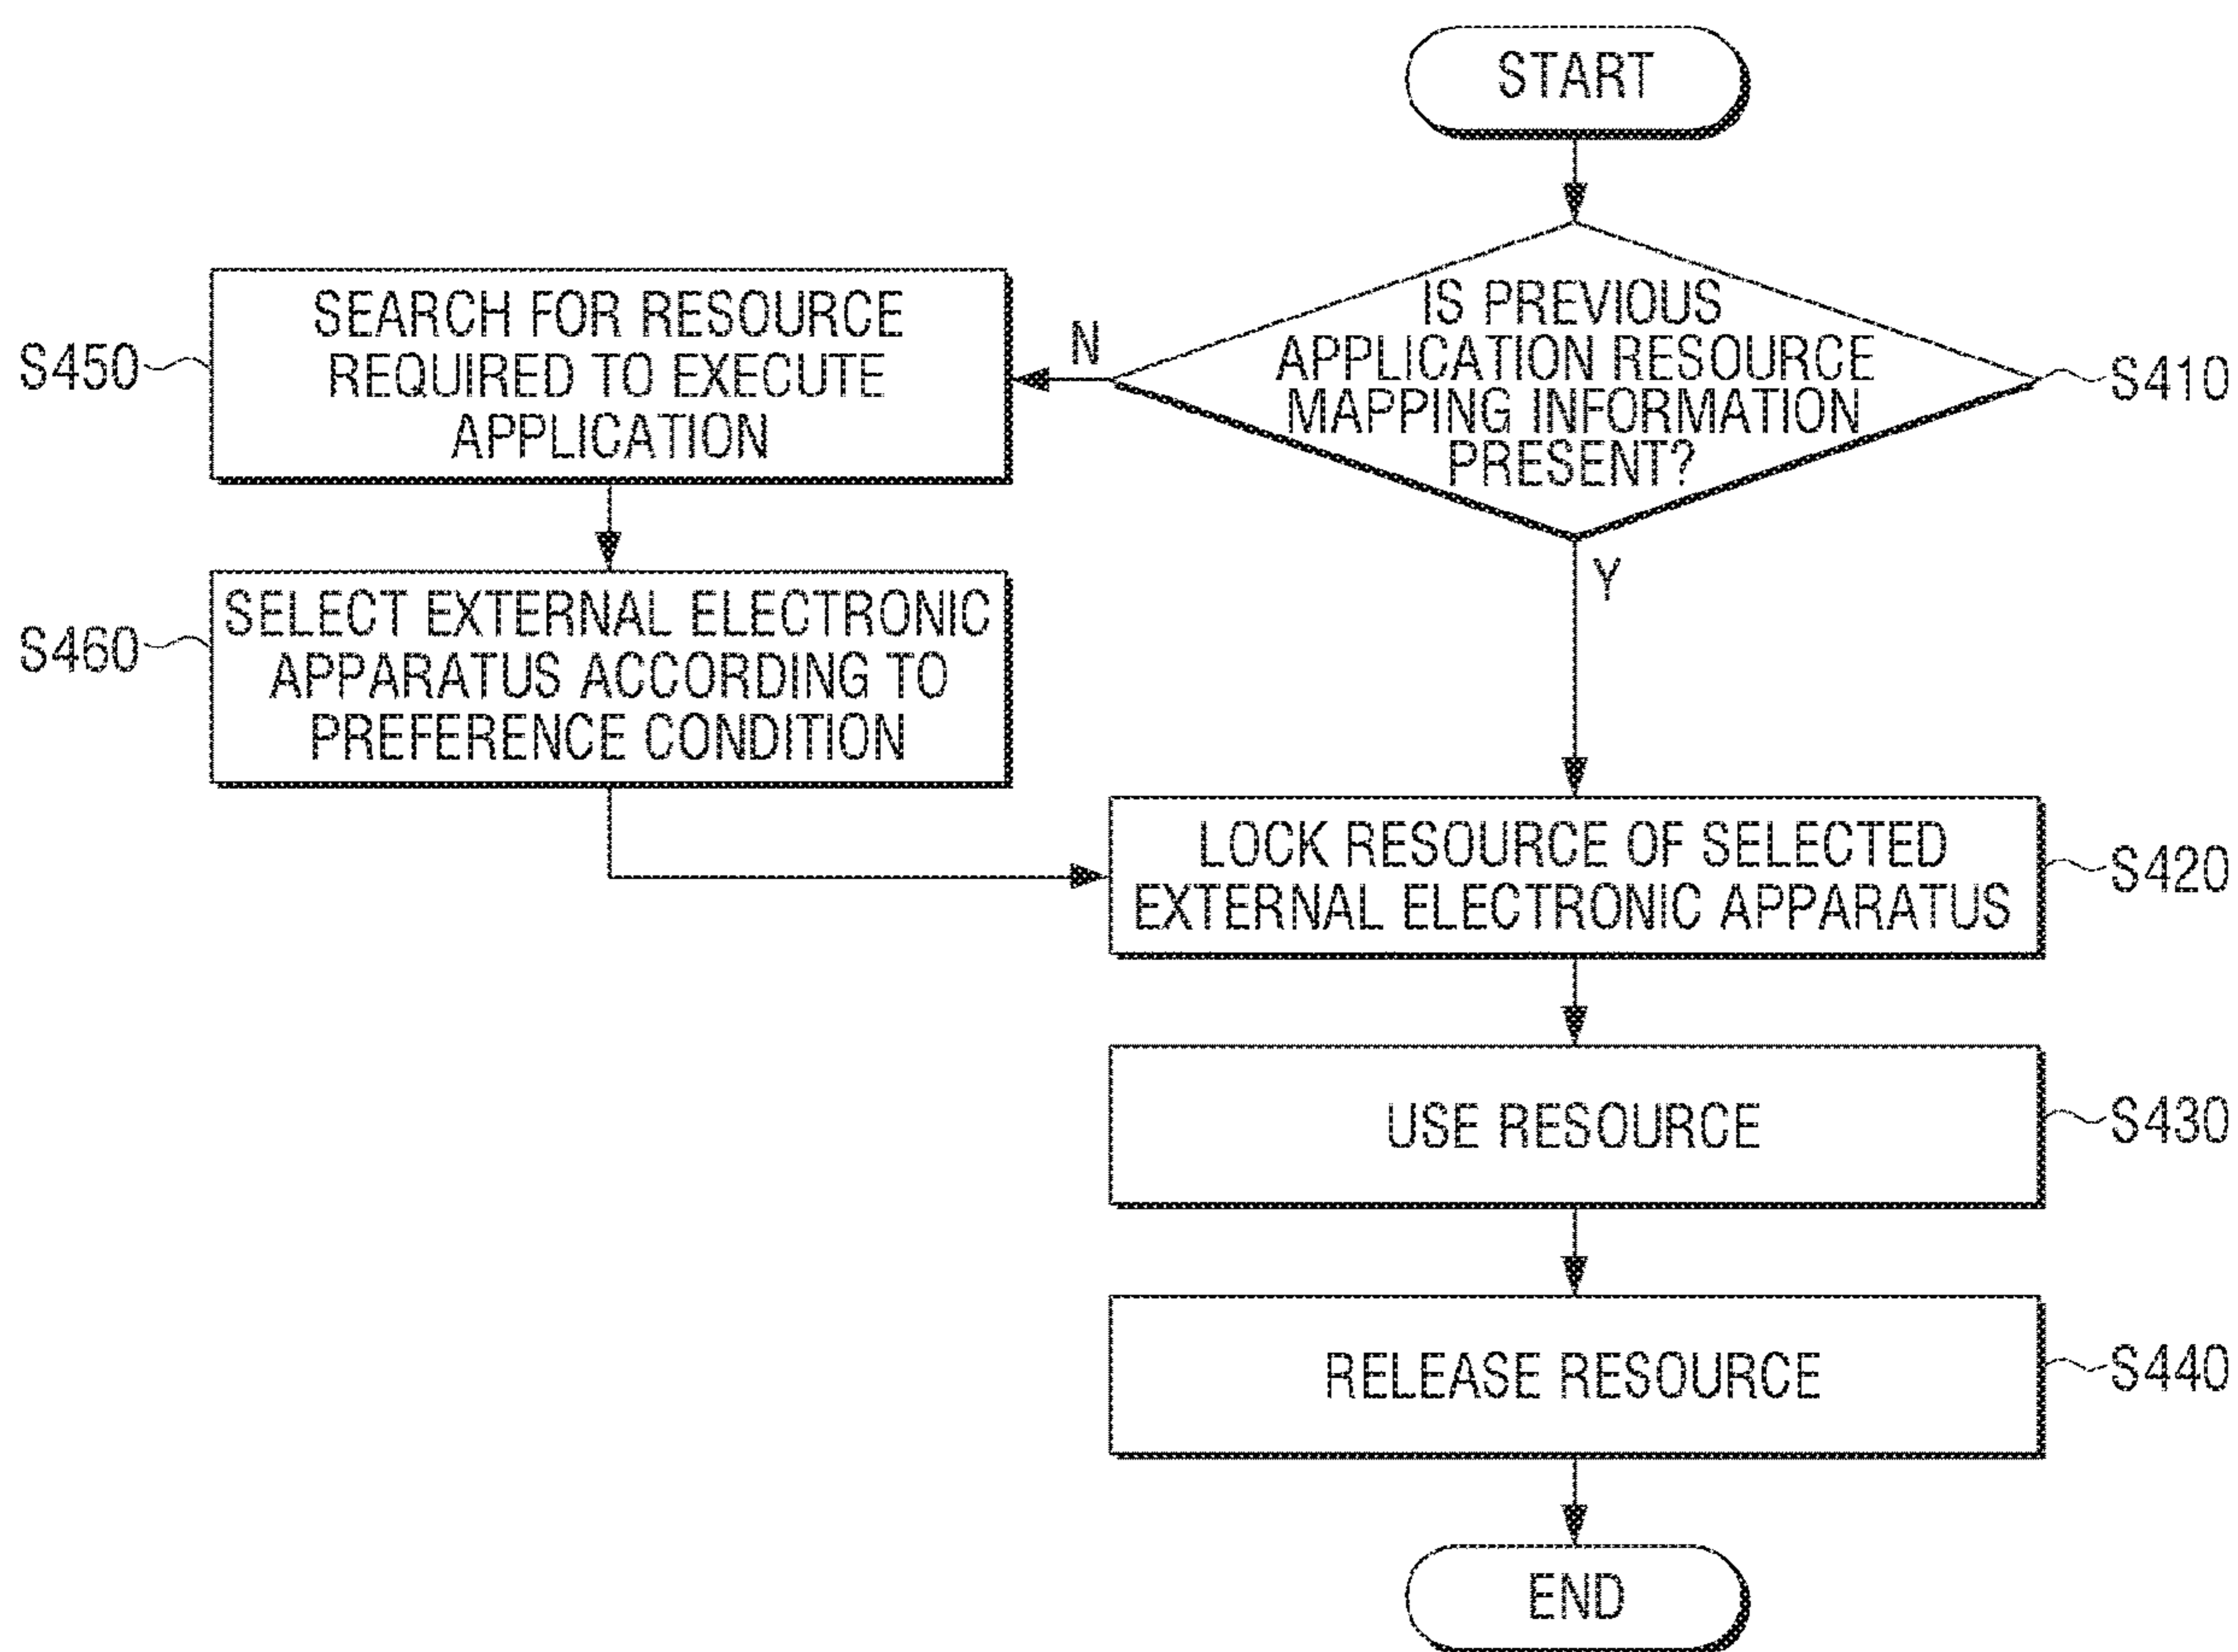 START
IS PREVIOUS
APPLICATION RESOURCE
MAPPING INFORMATION
PRESENT?
S410
N
Y
SEARCH FOR RESOURCE
REQUIRED TO EXECUTE
APPLICATION
S450
SELECT EXTERNAL ELECTRONIC
APPARATUS ACCORDING TO
PREFERENCE CONDITION
S460
LOCK RESOURCE OF SELECTED
EXTERNAL ELECTRONIC APPARATUS
S420
USE RESOURCE
S430
RELEASE RESOURCE
S440
END